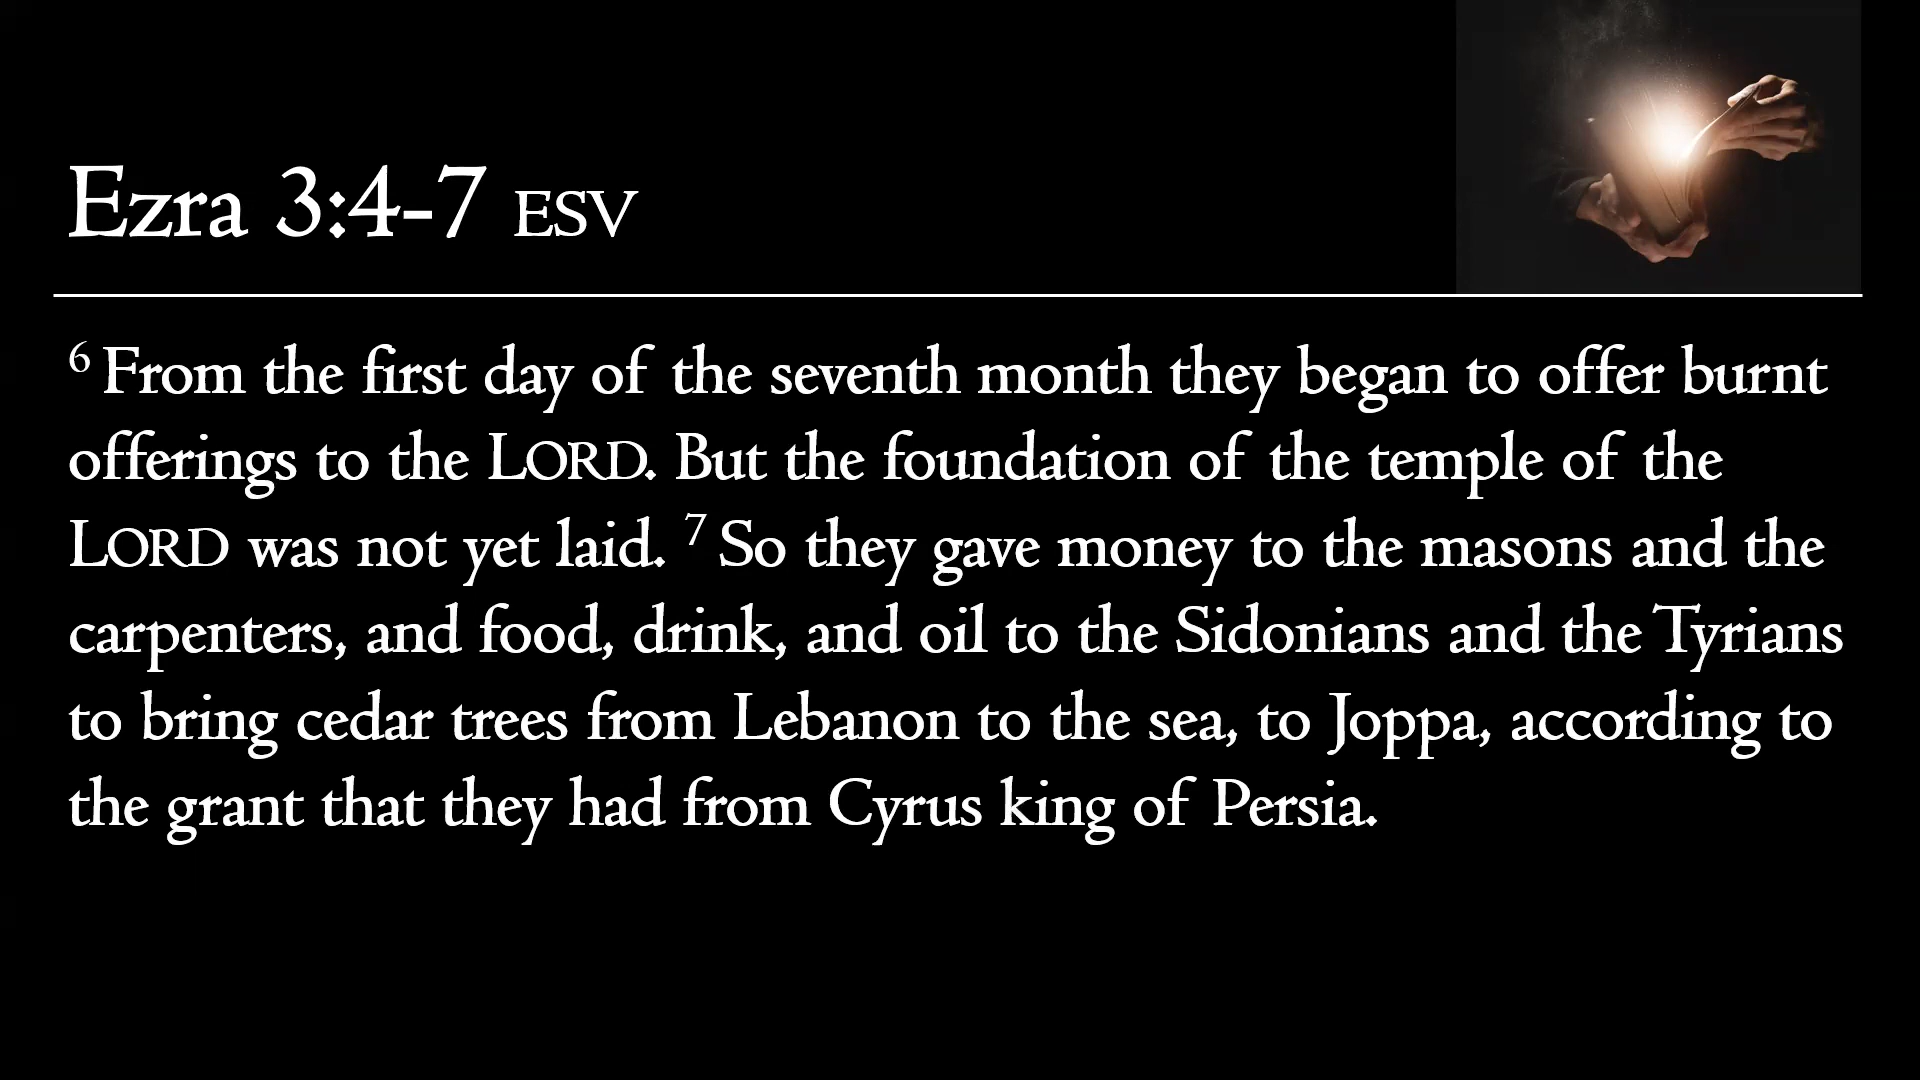 Ezra 3:4-7 ESV
6 From the first day of the seventh month they began to offer burnt
offerings to the LORD. But the foundation of the temple of the
LORD was not yet laid. 7 So they gave money to the masons and the
carpenters, and food, drink, and oil to the Sidonians and the Tyrians
to bring cedar trees from Lebanon to the sea, to Joppa, according to
the grant that they had from Cyrus king of Persia.